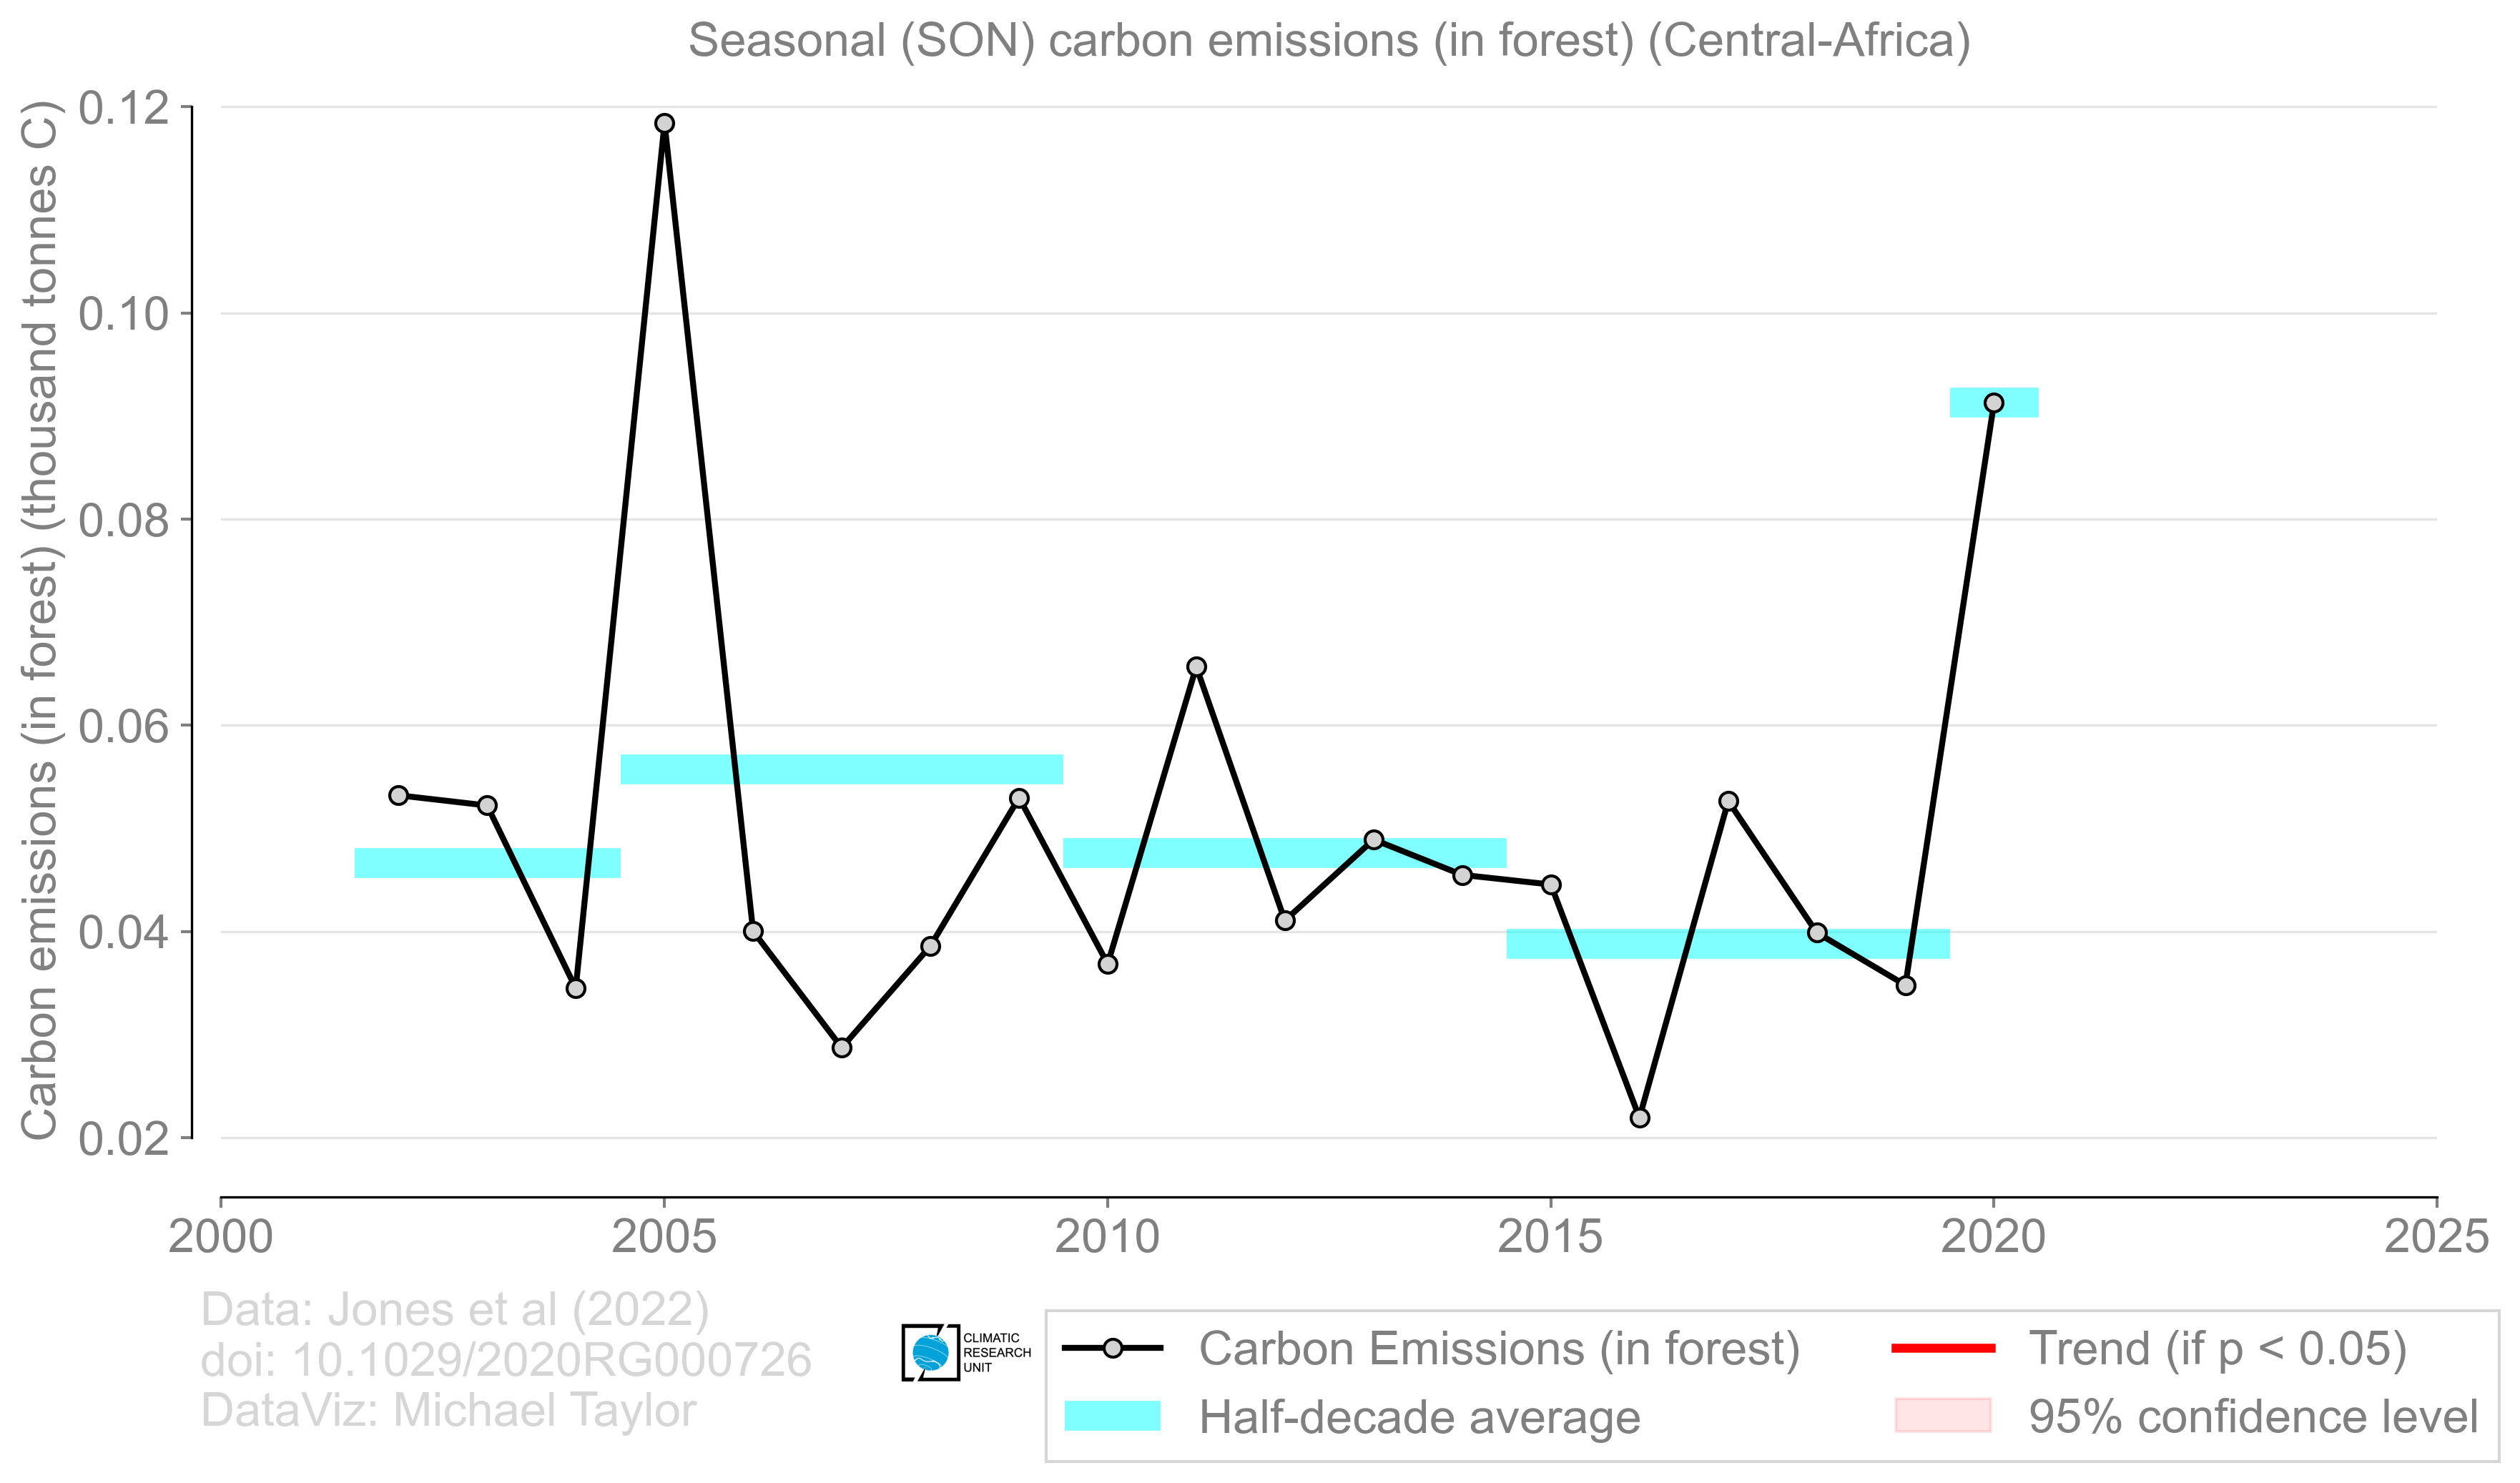 Seasonal (SON) carbon emissions (in forest) (Central-Africa)
Carbon emissions (in forest) (thousand tonnes C)
0.12
0.10
0.08
0.06
0.04
0.02
2000
2005
2010
2015
2020
2025
Data: Jones et al (2022)
doi: 10.1029/2020RG000726
DataViz: Michael Taylor
CLIMATIC
RESEARCH
UNIT
Carbon Emissions (in forest)
Half-decade average
Trend (if p < 0.05)
95% confidence level